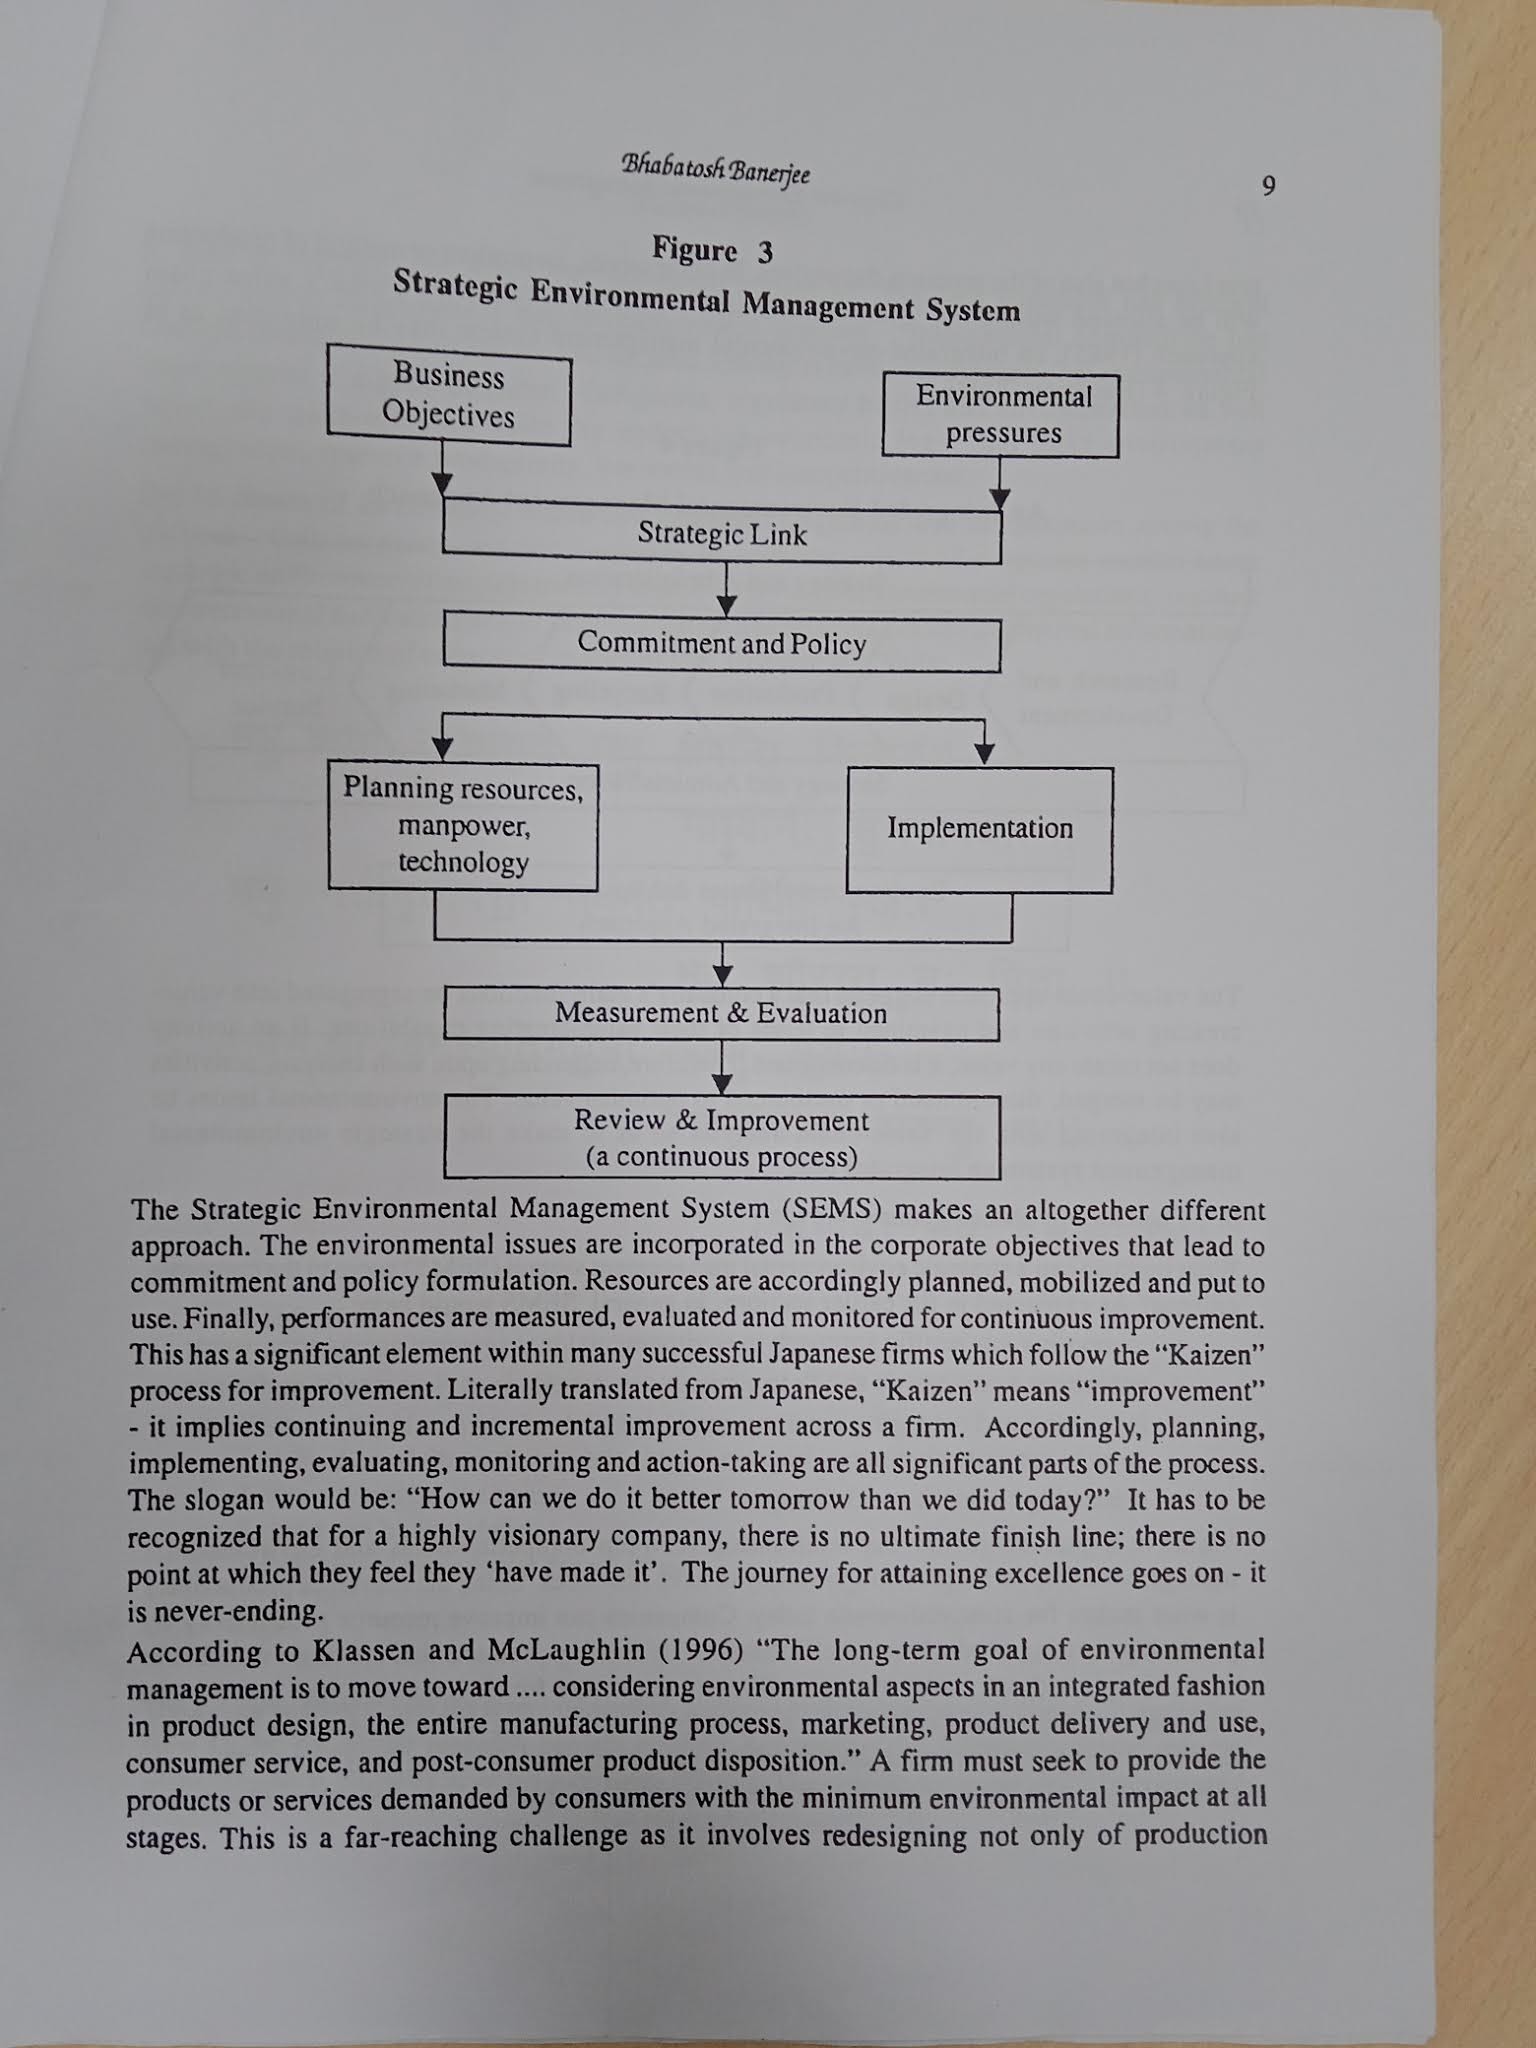 Bhabatosh Banerjee
9
Figure 3
Strategic Environmental Management System
Business
Objectives
Environmental
pressures
Strategic Link
Commitment and Policy
Planning resources,
manpower,
technology
Implementation
Measurement & Evaluation
Review & Improvement
(a continuous process)
The Strategic Environmental Management System (SEMS) makes an altogether different
approach. The environmental issues are incorporated in the corporate objectives that lead to
commitment and policy formulation. Resources are accordingly planned, mobilized and put to
use. Finally, performances are measured, evaluated and monitored for continuous improvement.
This has a significant element within many successful Japanese firms which follow the “Kaizen”
process for improvement. Literally translated from Japanese, “Kaizen” means “improvement”
- it implies continuing and incremental improvement across a firm. Accordingly, planning,
implementing, evaluating, monitoring and action-taking are all significant parts of the process.
The slogan would be: “How can we do it better tomorrow than we did today?” It has to be
recognized that for a highly visionary company, there is no ultimate finish line; there is no
point at which they feel they ‘have made it’. The journey for attaining excellence goes on - it
is never-ending.
According to Klassen and McLaughlin (1996) “The long-term goal of environmental
management is to move toward .... considering environmental aspects in an integrated fashion
in product design, the entire manufacturing process, marketing, product delivery and use,
consumer service, and post-consumer product disposition.” A firm must seek to provide the
products or services demanded by consumers with the minimum environmental impact at all
stages. This is a far-reaching challenge as it involves redesigning not only of production